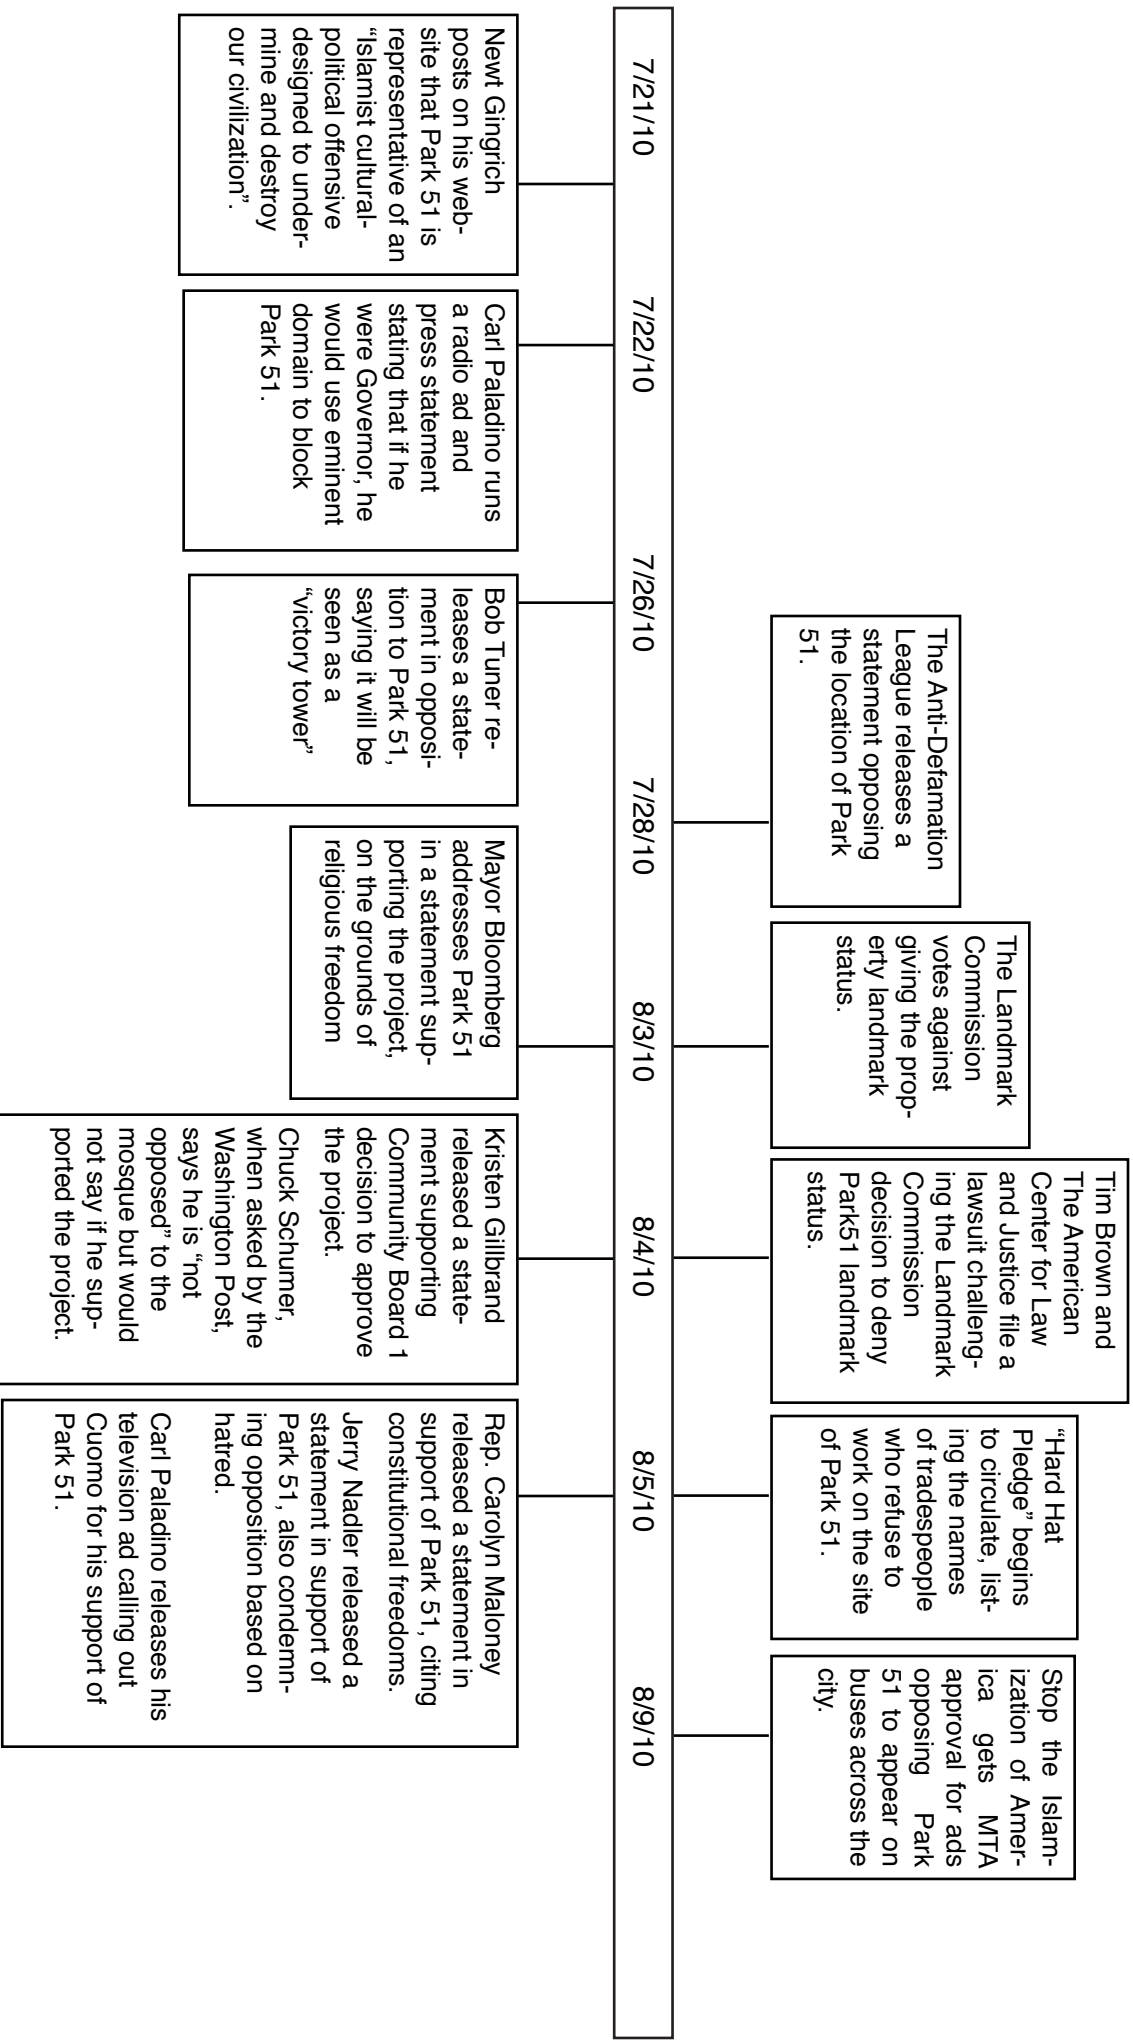 The Anti-Defamation
League releases a
statement opposing
the location of Park
51.
The Landmark
Commission
votes against
giving the prop-
erty landmark
status.
Tim Brown and
The American
Center for Law
and Justice file a
lawsuit challeng-
ing the Landmark
Commission
decision to deny
Park51 landmark
status.
“Hard Hat
Pledge” begins
to circulate, list-
ing the names
of tradespeople
who refuse to
work on the site
of Park 51.
Stop the Islam-
ization of Amer-
ica gets MTA
approval for ads
opposing Park
51 to appear on
buses across the
city.
7/21/10
7/22/10
7/26/10
7/28/10
8/3/10
8/4/10
8/5/10
8/9/10
Newt Gingrich
posts on his web-
site that Park 51 is
representative of an
“Islamist cultural-
political offensive
designed to under-
mine and destroy
our civilization”.
Carl Paladino runs
a radio ad and
press statement
stating that if he
were Governor, he
would use eminent
domain to block
Park 51.
Bob Tuner re-
leases a state-
ment in opposi-
tion to Park 51,
saying it will be
seen as a
“victory tower”
Mayor Bloomberg
addresses Park 51
in a statement sup-
porting the project,
on the grounds of
religious freedom
Kristen Gillbrand
released a state-
ment supporting
Community Board 1
decision to approve
the project.
Chuck Schumer,
when asked by the
Washington Post,
says he is “not
opposed” to the
mosque but would
not say if he sup-
ported the project.
Rep. Carolyn Maloney
released a statement in
support of Park 51, citing
constitutional freedoms.
Jerry Nadler released a
statement in support of
Park 51, also condemn-
ing opposition based on
hatred.
Carl Paladino releases his
television ad calling out
Cuomo for his support of
Park 51.